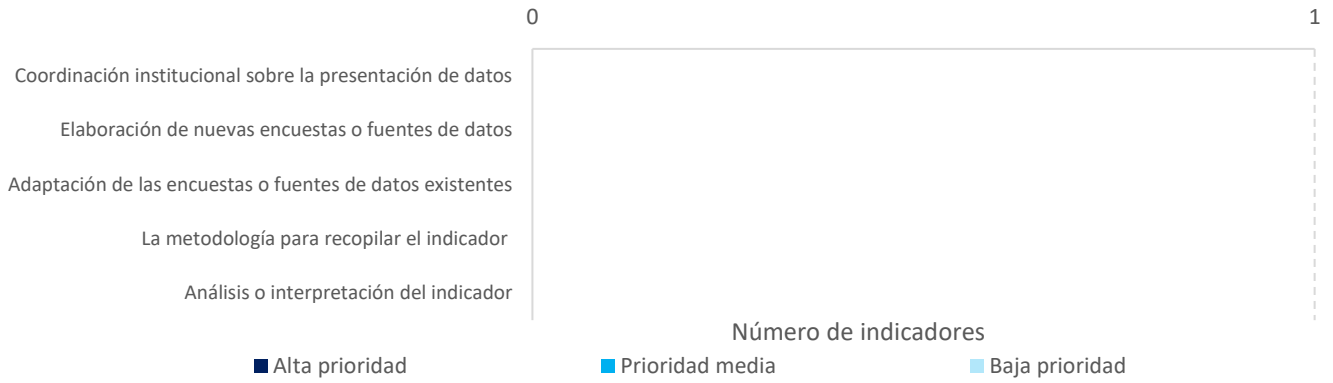 0 1
Coordinación institucional sobre la presentación de datos
Elaboración de nuevas encuestas o fuentes de datos
Adaptación de las encuestas o fuentes de datos existentes
La metodología para recopilar el indicador
Análisis o interpretación del indicador
Número de indicadores
Alta prioridad Prioridad media Baja prioridad